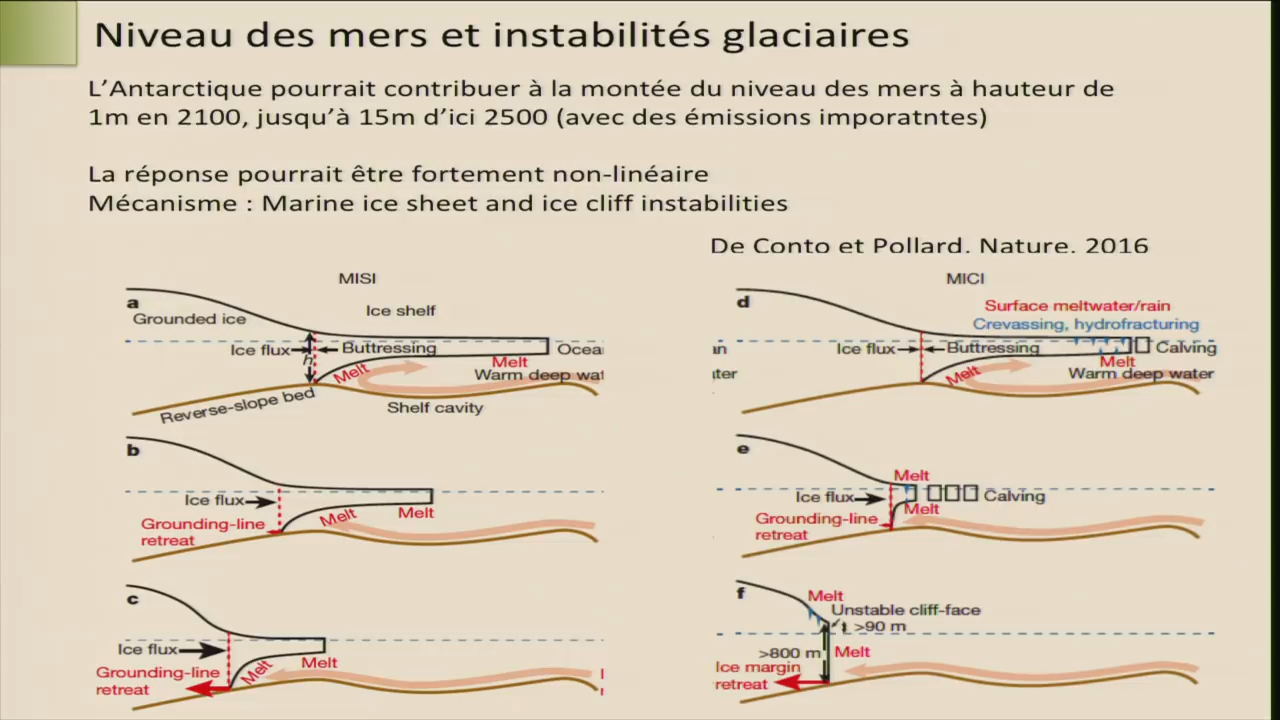 Niveau des mers et instabilités glaciaires
L’Antarctique pourrait contribuer à la montée du niveau des mers à hauteur de
1m en 2100, jusqu’à 15m d’ici 2500 (avec des émissions imporatntes)
La réponse pourrait être fortement non-linéaire
Mécanisme : Marine ice sheet and ice cliff instabilities
De Conto et Pollard. Nature. 2016
MISI
a
Grounded ice
Ice shelf
Ice flux
h
Buttressing
Ocea
Melt
Melt
Warm deep wat
Reverse-slope bed
Shelf cavity
b
Ice flux
Melt
Melt
Grounding-line
retreat
c
Ice flux
Melt
Melt
Grounding-line
retreat
MICI
d
Surface meltwater/rain
Crevassing, hydrofracturing
an
Ice flux
Buttressing
Calving
Melt
Melt
ter
Warm deep water
e
Melt
Ice flux
Calving
Melt
Grounding-line
retreat
f
Melt
Unstable cliff-face
>90 m
>800 m
Melt
Ice margin
retreat